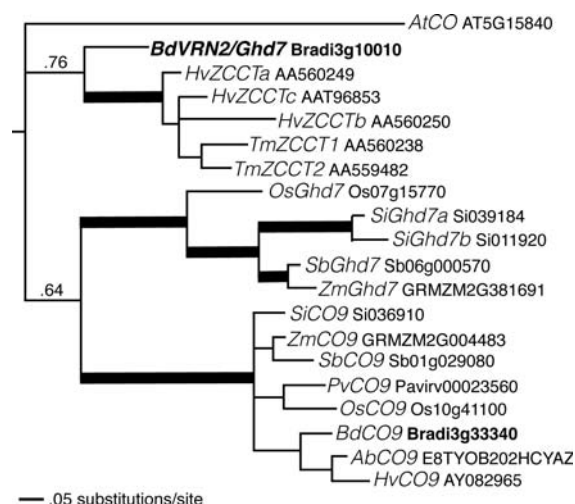 AtCO AT5G15840
.76
BdVRN2/Ghd7 Bradi3g10010
HvZCCTa AA560249
HvZCCTc AAT96853
HvZCCTb AA560250
TmZCCT1 AA560238
TmZCCT2 AA559482
OsGhd7 Os07g15770
SiGhd7a Si039184
SiGhd7b Si011920
SbGhd7 Sb06g000570
ZmGhd7 GRMZM2G381691
.64
SiCO9 Si036910
ZmCO9 GRMZM2G004483
SbCO9 Sb01g029080
PvCO9 Pavirv00023560
OsCO9 Os10g41100
BdCO9 Bradi3g33340
AbCO9 E8TYOB202HCYAZ
HvCO9 AY082965
.05 substitutions/site